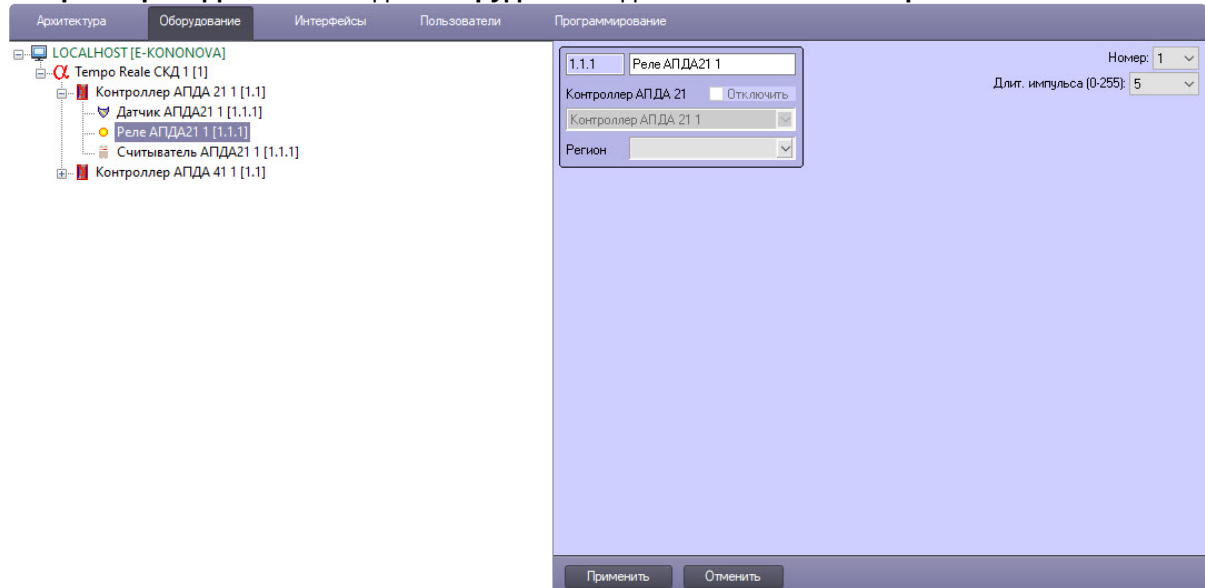 Архитектура Оборудование Интерфейсы Пользователи Программирование
LOCALHOST [E-KONONOVA]
Tempo Reale СКД 1 [1]
Контроллер АПДА 21 1 [1.1]
Датчик АПДА21 1 [1.1.1]
Реле АПДА21 1 [1.1.1]
Считыватель АПДА21 1 [1.1.1]
Контроллер АПДА 41 1 [1.1]
1.1.1 Реле АПДА21 1
Контроллер АПДА 21 Отключить
Контроллер АПДА 21 1
Регион
Номер: 1
Длит. импульса (0-255): 5
Применить Отменить